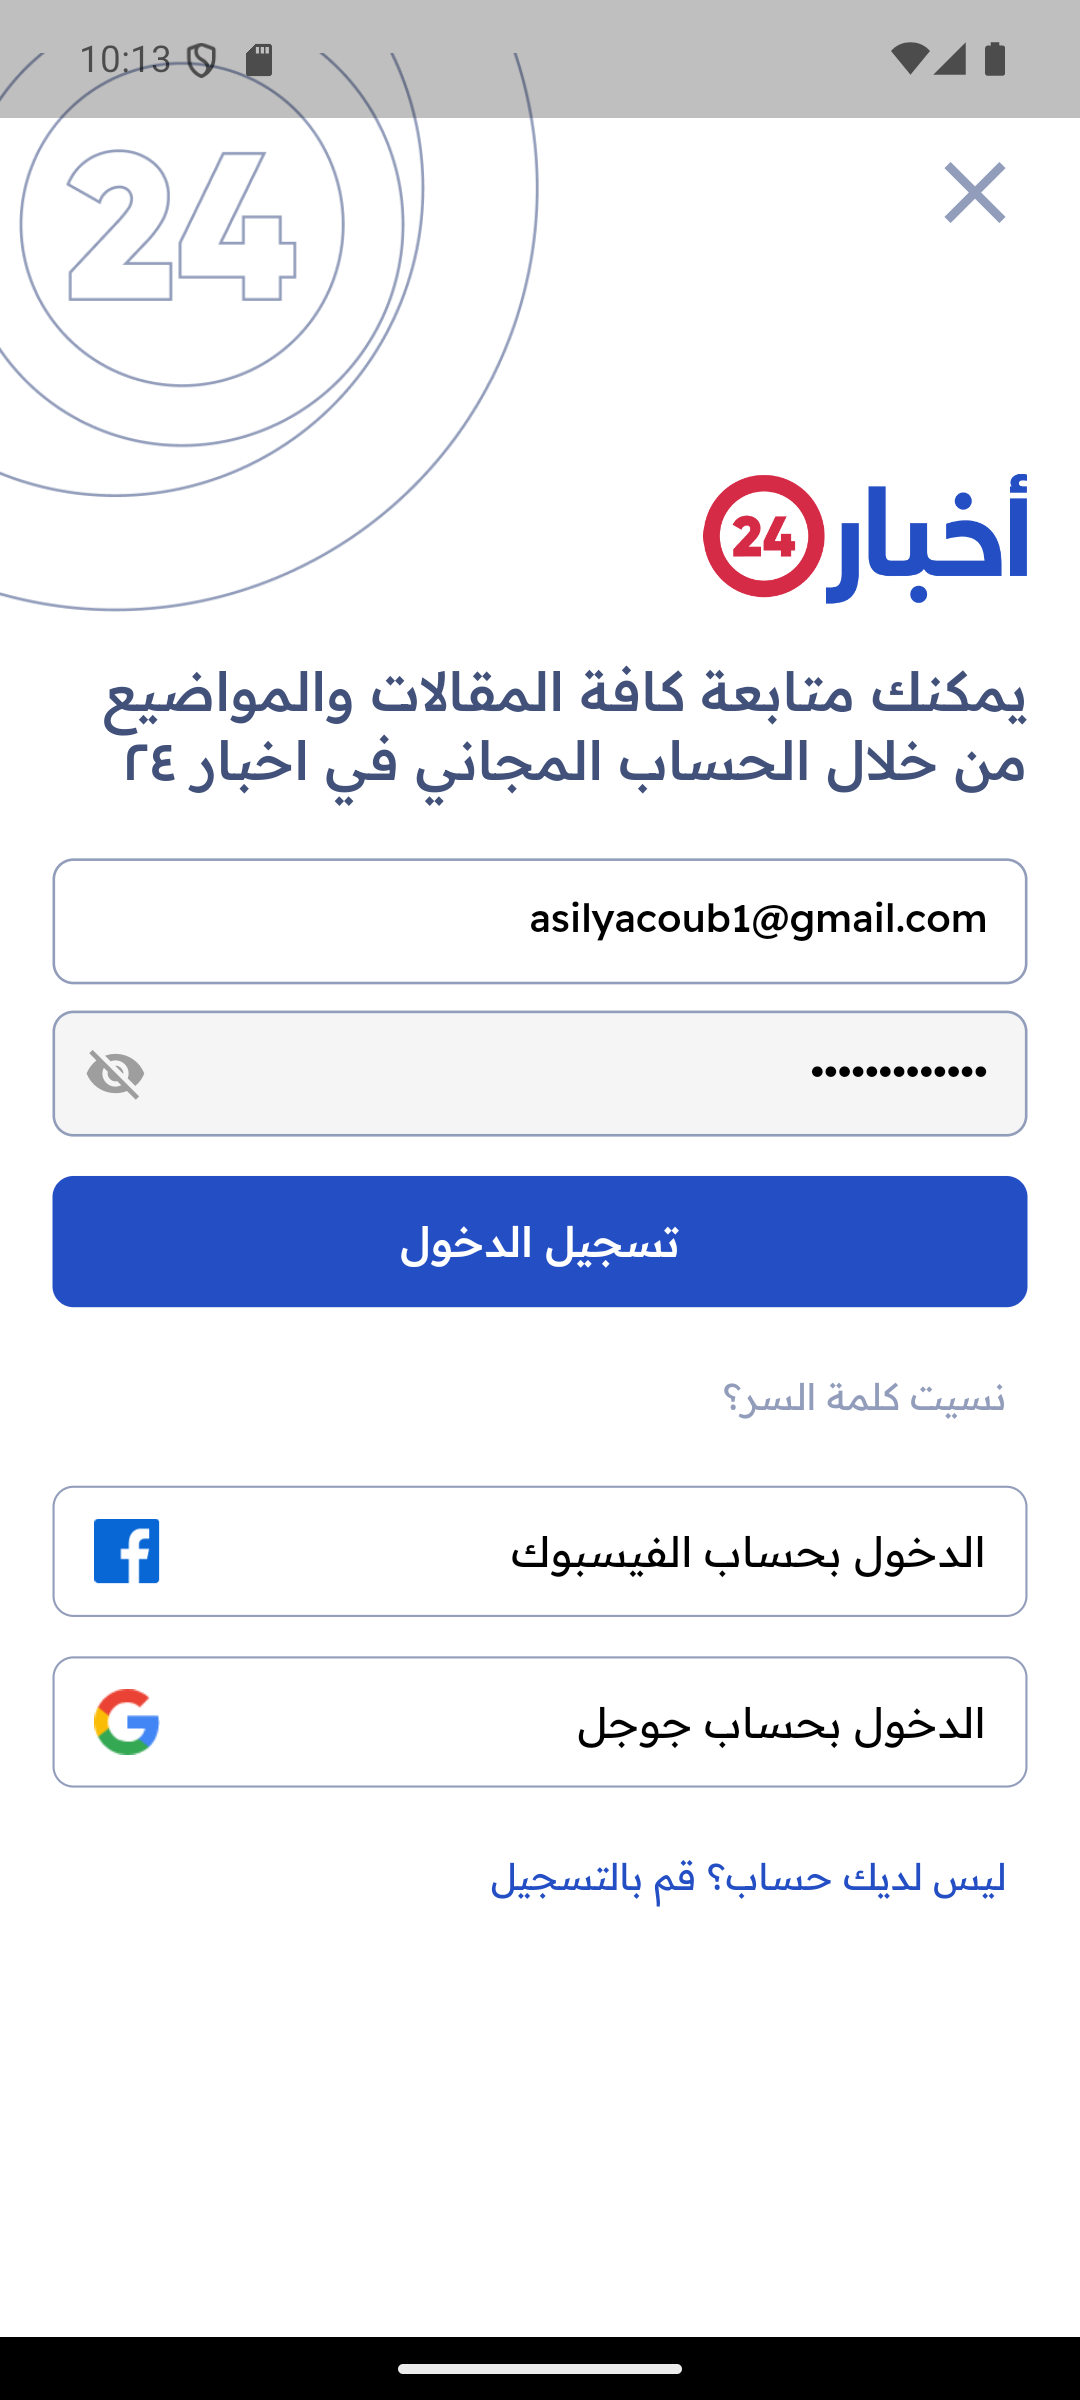 10:13
24
أخبار 24
يمكنك متابعة كافة المقالات والمواضيع
من خلال الحساب المجاني في اخبار ٢٤
asilyacoub1@gmail.com
•••••••••••••
تسجيل الدخول
نسيت كلمة السر؟
الدخول بحساب الفيسبوك
الدخول بحساب جوجل
ليس لديك حساب؟ قم بالتسجيل